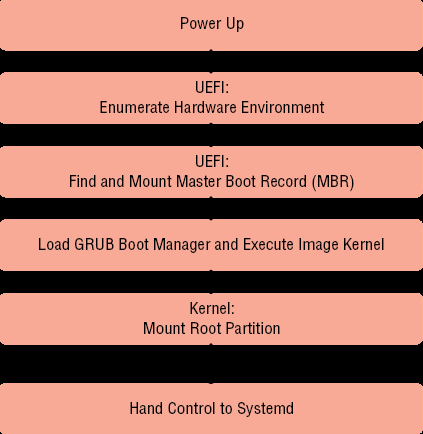 Power Up
UEFI:
Enumerate Hardware Environment
UEFI:
Find and Mount Master Boot Record (MBR)
Load GRUB Boot Manager and Execute Image Kernel
Kernel:
Mount Root Partition
Hand Control to Systemd